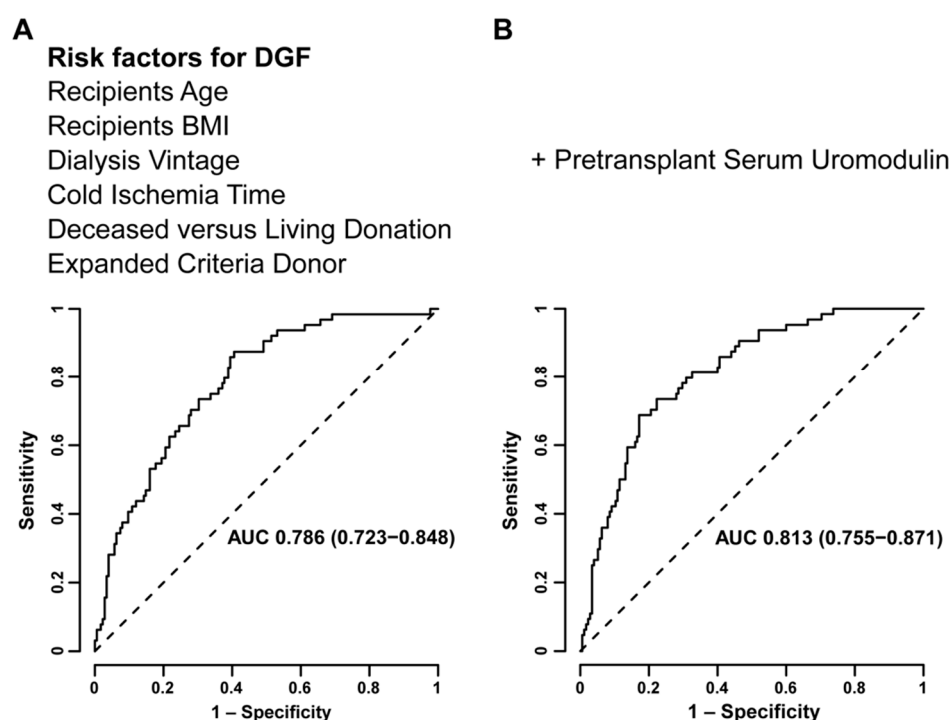 A
Risk factors for DGF
Recipients Age
Recipients BMI
Dialysis Vintage
Cold Ischemia Time
Deceased versus Living Donation
Expanded Criteria Donor
1
0.8
0.6
0.4
0.2
0
Sensitivity
AUC 0.786 (0.723−0.848)
0 0.2 0.4 0.6 0.8 1
1 – Specificity
B
+ Pretransplant Serum Uromodulin
1
0.8
0.6
0.4
0.2
0
Sensitivity
AUC 0.813 (0.755−0.871)
0 0.2 0.4 0.6 0.8 1
1 – Specificity